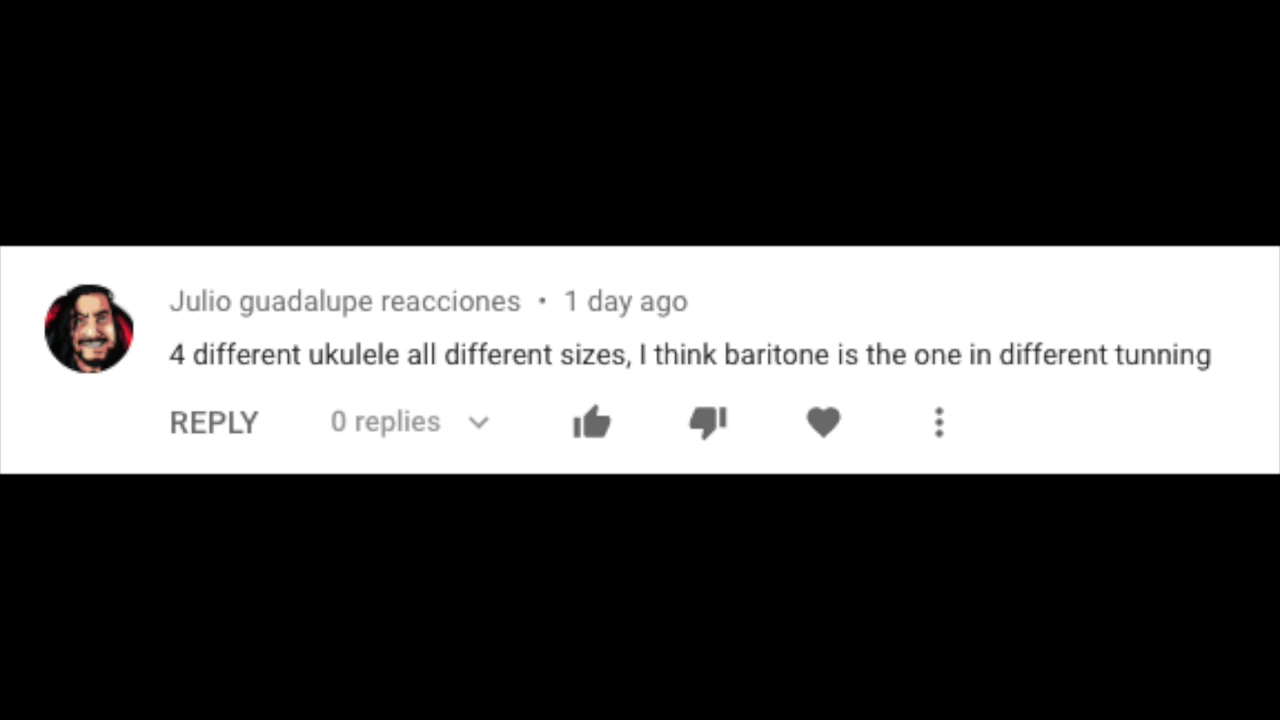 Julio guadalupe reacciones • 1 day ago
4 different ukulele all different sizes, I think baritone is the one in different tunning
REPLY 0 replies